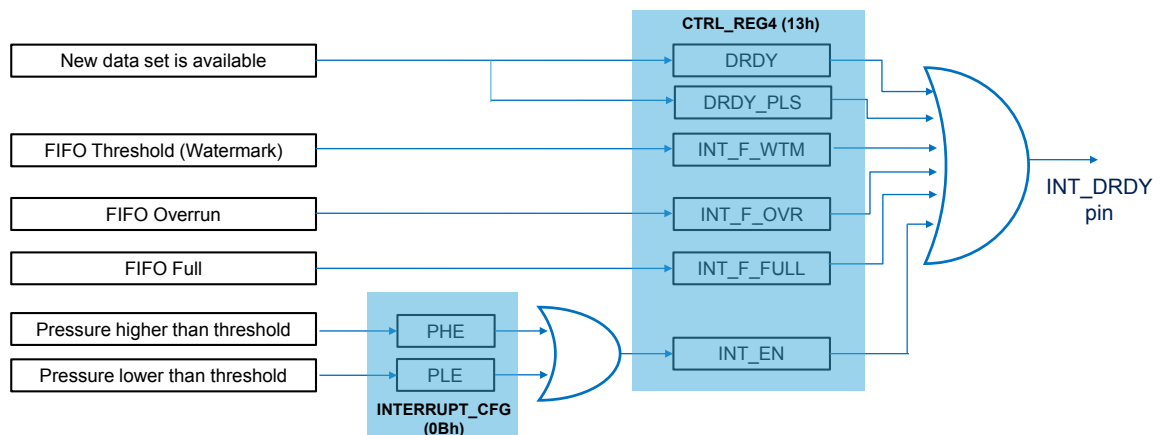 CTRL_REG4 (13h)
New data set is available
DRDY
DRDY_PLS
FIFO Threshold (Watermark)
INT_F_WTM
INT_DRDY
pin
FIFO Overrun
INT_F_OVR
FIFO Full
INT_F_FULL
Pressure higher than threshold
PHE
INT_EN
Pressure lower than threshold
PLE
INTERRUPT_CFG
(0Bh)